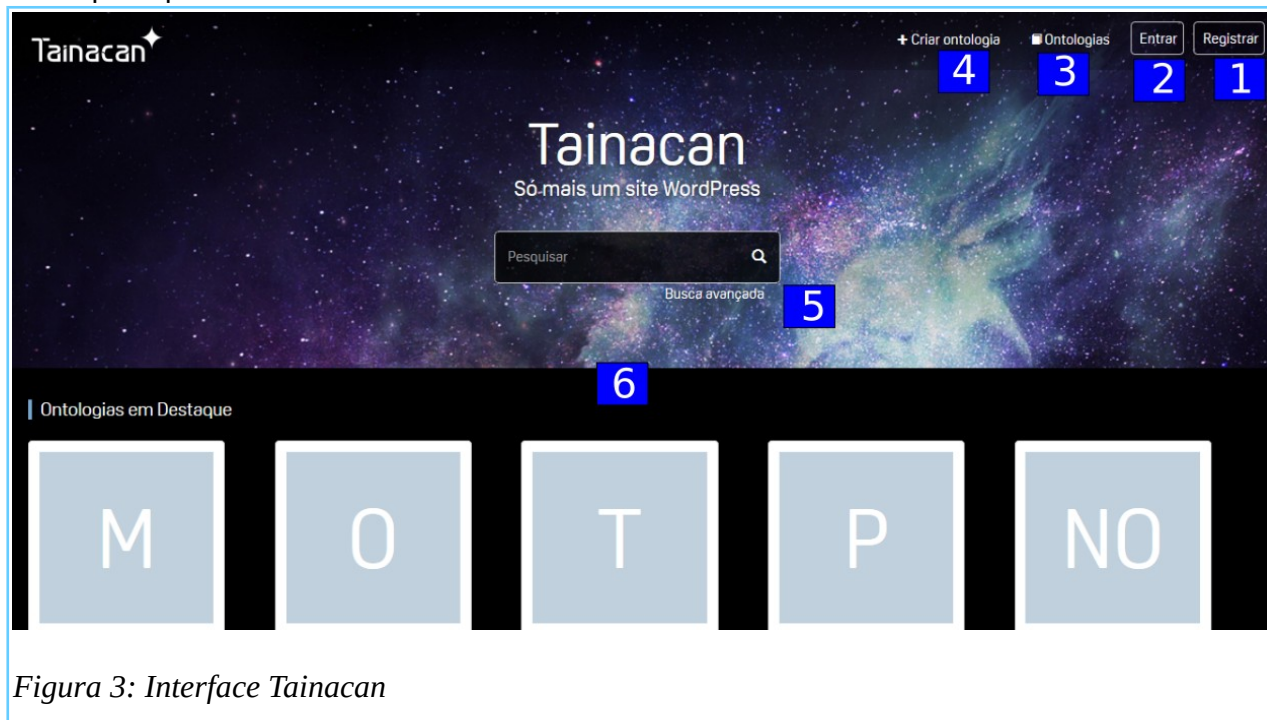 Tainacan
+ Criar ontologia Ontologias Entrar Registrar
4 3 2 1
Tainacan
Só mais um site WordPress
Pesquisar
Busca avançada
5
6
Ontologias em Destaque
M O T P NO
Figura 3: Interface Tainacan